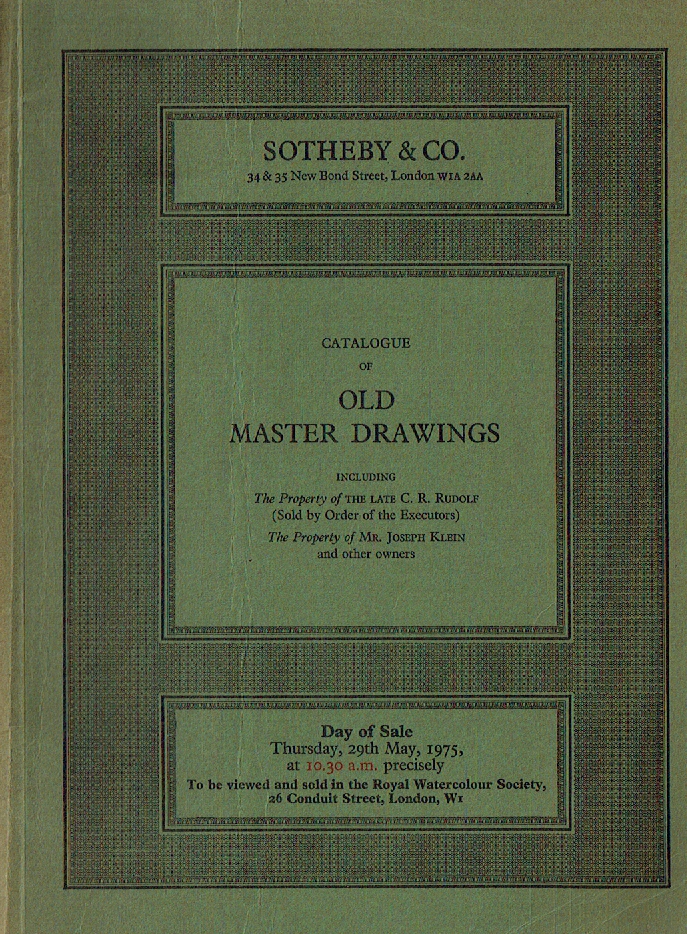 SOTHEBY & CO.
34 & 35 New Bond Street, London W1A 2AA
CATALOGUE
OF
OLD
MASTER DRAWINGS
INCLUDING
The Property of THE LATE C. R. RUDOLF
(Sold by Order of the Executors)
The Property of MR. JOSEPH KLEIN
and other owners
Day of Sale
Thursday, 29th May, 1975,
at 10.30 a.m. precisely
To be viewed and sold in the Royal Watercolour Society,
26 Conduit Street, London, W1